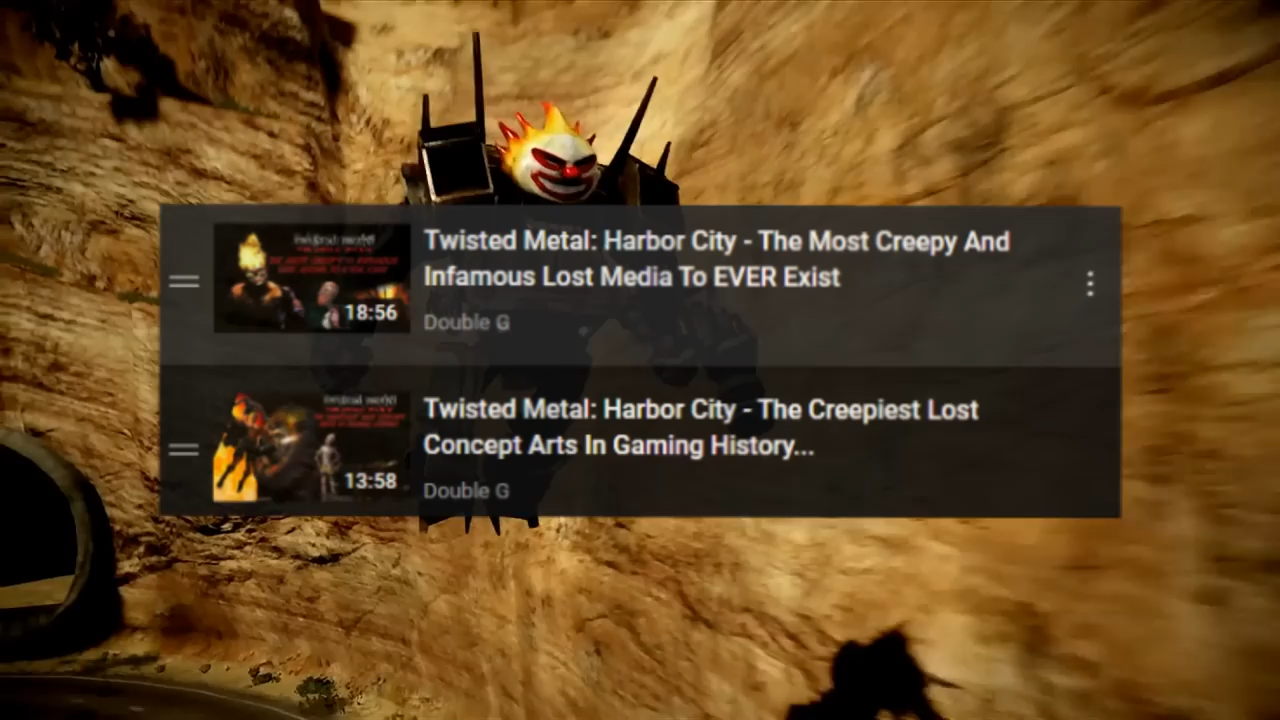 Twisted Metal: Harbor City - The Most Creepy And
Infamous Lost Media To EVER Exist
18:56
Double G
Twisted Metal: Harbor City - The Creepiest Lost
Concept Arts In Gaming History...
13:58
Double G